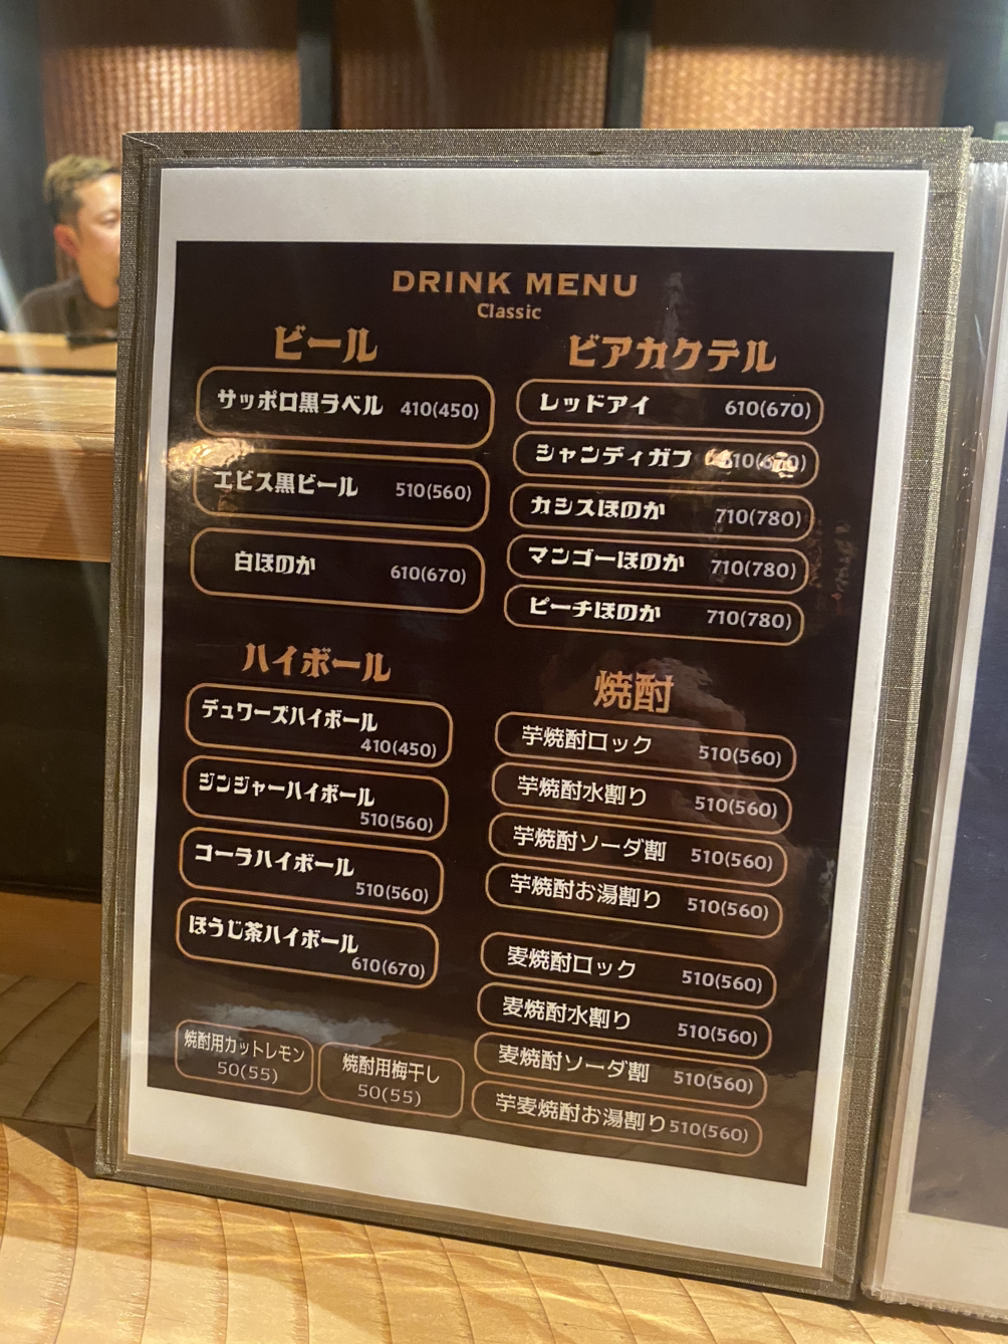 DRINK MENU
Classic
ビール
サッポロ黒ラベル 410(450)
エビス黒ビール 510(560)
白ほのか 610(670)
ビアカクテル
レッドアイ 610(670)
シャンディガフ 610(670)
カシスほのか 710(780)
マンゴーほのか 710(780)
ピーチほのか 710(780)
ハイボール
デュワーズハイボール
410(450)
ジンジャーハイボール
510(560)
コーラハイボール
510(560)
ほうじ茶ハイボール
610(670)
焼酎
芋焼酎ロック 510(560)
芋焼酎水割り 510(560)
芋焼酎ソーダ割 510(560)
芋焼酎お湯割り 510(560)
麦焼酎ロック 510(560)
麦焼酎水割り 510(560)
麦焼酎ソーダ割 510(560)
芋麦焼酎お湯割り 510(560)
焼酎用カットレモン
50(55)
焼酎用梅干し
50(55)